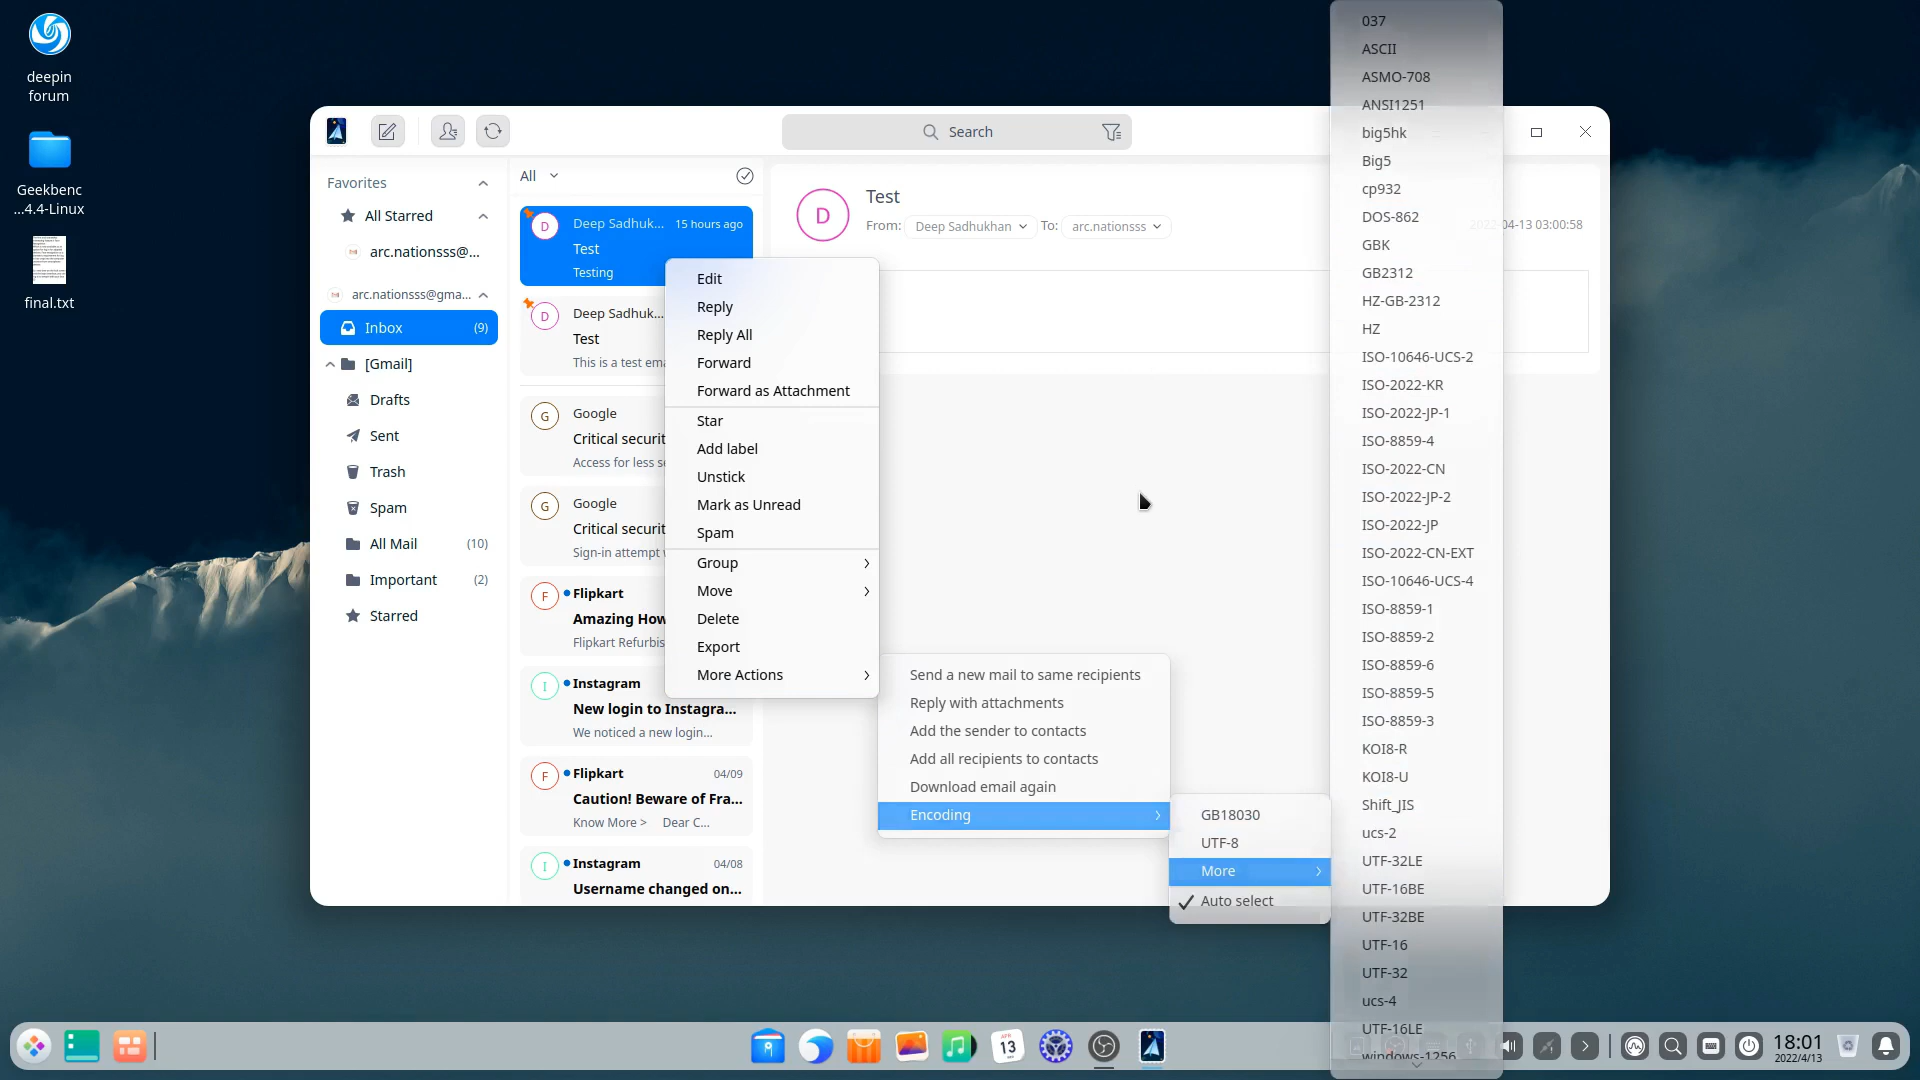 deepin
forum
Geekbenc
...4.4-Linux
final.txt
Search
Favorites
All Starred
arc.nationsss@...
arc.nationsss@gma...
Inbox
(9)
[Gmail]
Drafts
Sent
Trash
Spam
All Mail
(10)
Important
(2)
Starred
All
D
Deep Sadhuk...
15 hours ago
Test
Testing
D
Deep Sadhuk...
Test
This is a test ema
G
Google
Critical securit
Access for less se
G
Google
Critical securit
Sign-in attempt
F
Flipkart
Amazing How
Flipkart Refurbis
I
Instagram
New login to Instagra...
We noticed a new login...
F
Flipkart
04/09
Caution! Beware of Fra...
Know More > Dear C...
I
Instagram
04/08
Username changed on...
D
Test
From: Deep Sadhukhan To: arc.nationsss
2022-04-13 03:00:58
Edit
Reply
Reply All
Forward
Forward as Attachment
Star
Add label
Unstick
Mark as Unread
Spam
Group
Move
Delete
Export
More Actions
Send a new mail to same recipients
Reply with attachments
Add the sender to contacts
Add all recipients to contacts
Download email again
Encoding
GB18030
UTF-8
More
Auto select
037
ASCII
ASMO-708
ANSI1251
big5hk
Big5
cp932
DOS-862
GBK
GB2312
HZ-GB-2312
HZ
ISO-10646-UCS-2
ISO-2022-KR
ISO-2022-JP-1
ISO-8859-4
ISO-2022-CN
ISO-2022-JP-2
ISO-2022-JP
ISO-2022-CN-EXT
ISO-10646-UCS-4
ISO-8859-1
ISO-8859-2
ISO-8859-6
ISO-8859-5
ISO-8859-3
KOI8-R
KOI8-U
Shift_JIS
ucs-2
UTF-32LE
UTF-16BE
UTF-32BE
UTF-16
UTF-32
ucs-4
UTF-16LE
windows-1256
APR
13
18:01
2022/4/13